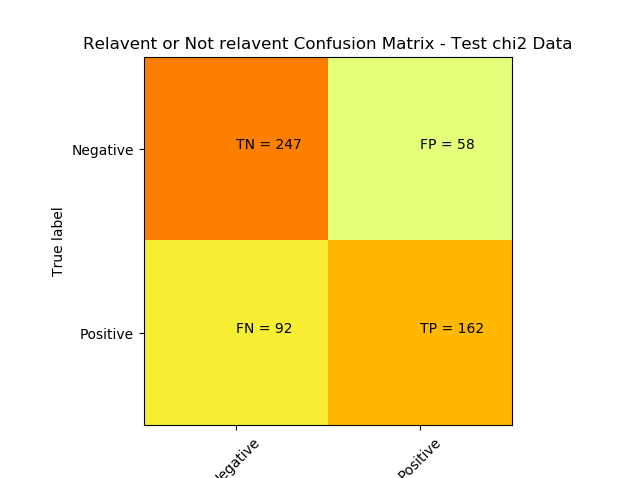 Relavent or Not relavent Confusion Matrix - Test chi2 Data
Negative
TN = 247
FP = 58
True label
Positive
FN = 92
TP = 162
Positive